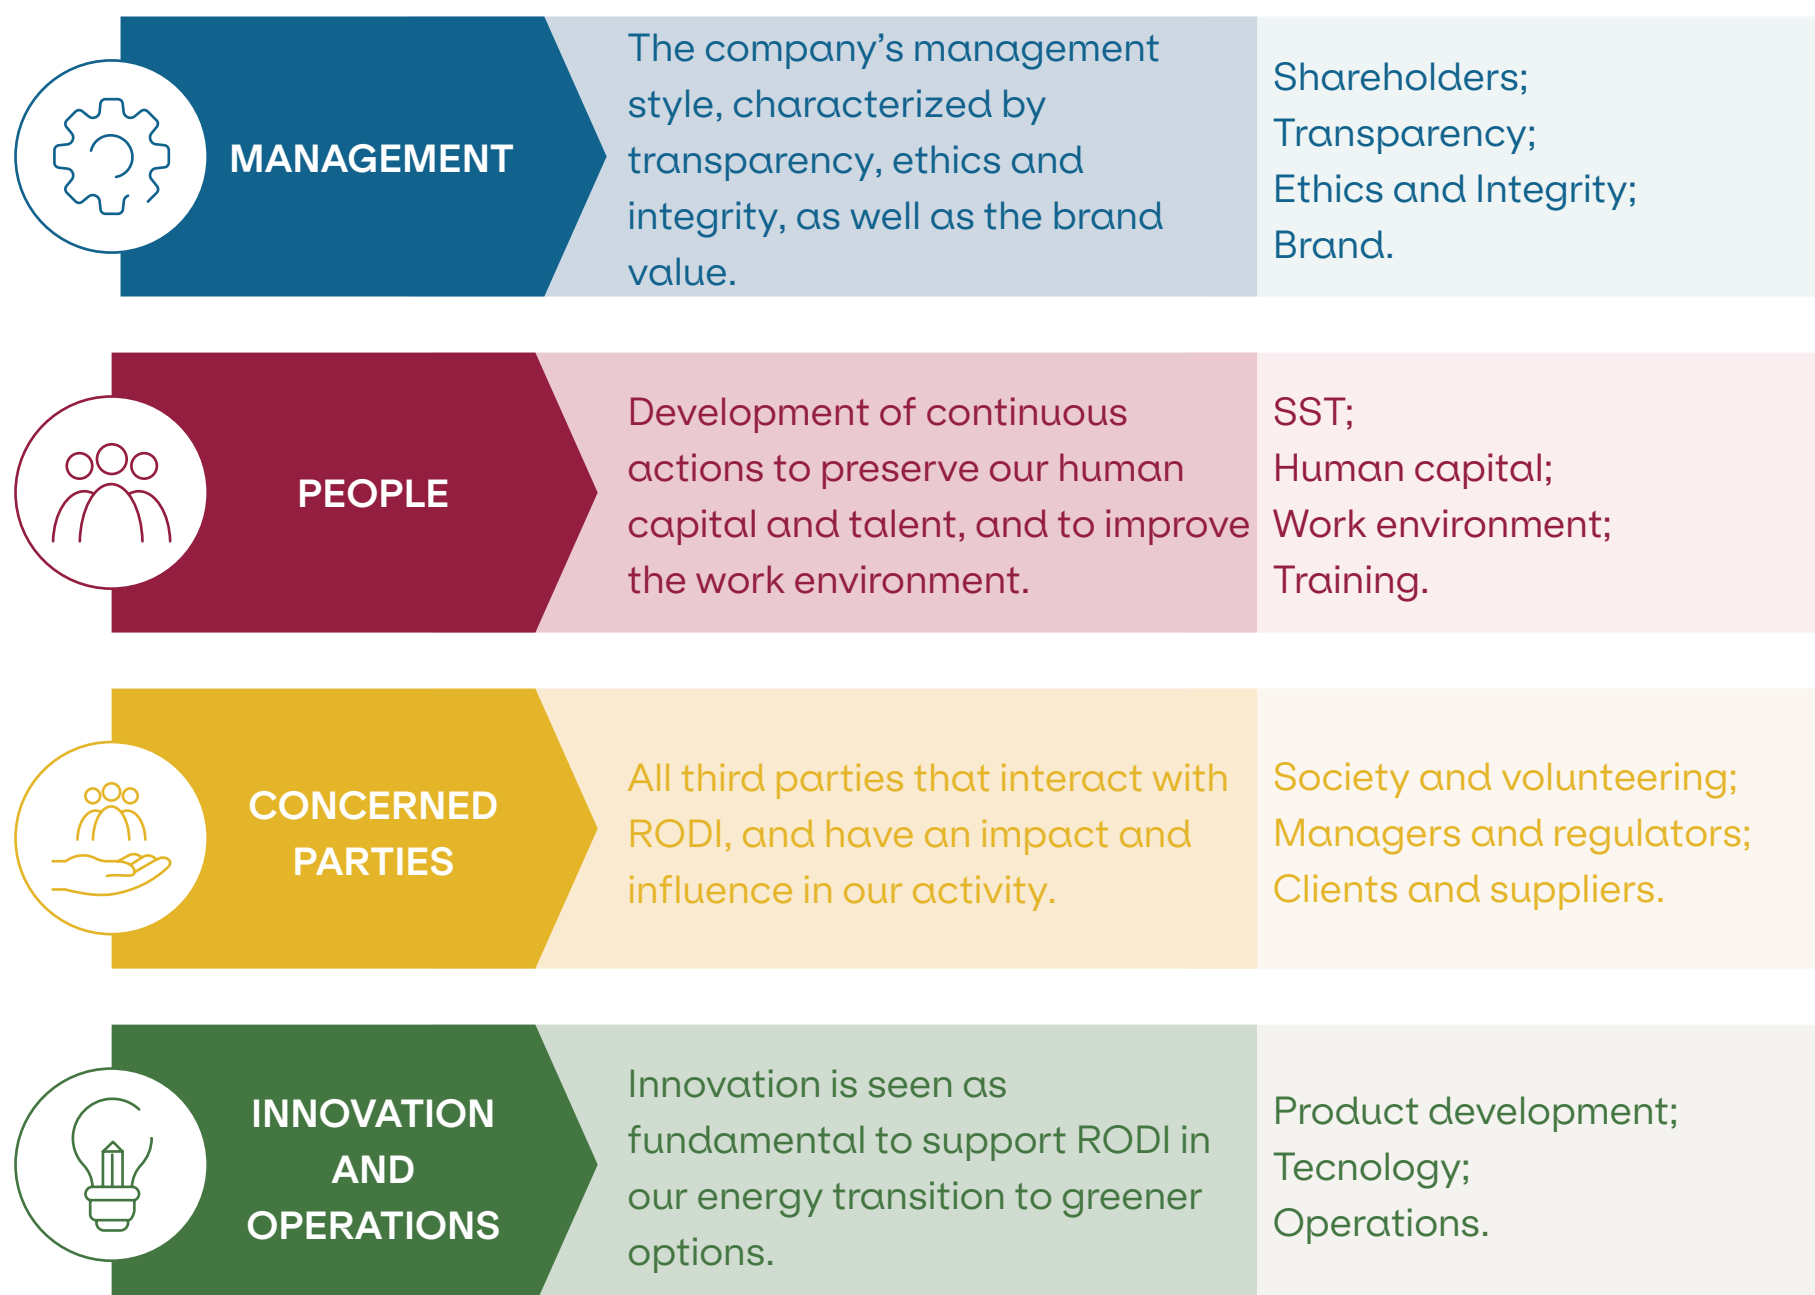 MANAGEMENT
The company's management
style, characterized by
transparency, ethics and
integrity, as well as the brand
value.
Shareholders;
Transparency;
Ethics and Integrity;
Brand.
PEOPLE
Development of continuous
actions to preserve our human
capital and talent, and to improve
the work environment.
SST;
Human capital;
Work environment;
Training.
CONCERNED
PARTIES
All third parties that interact with
RODI, and have an impact and
influence in our activity.
Society and volunteering;
Managers and regulators;
Clients and suppliers.
INNOVATION
AND
OPERATIONS
Innovation is seen as
fundamental to support RODI in
our energy transition to greener
options.
Product development;
Tecnology;
Operations.